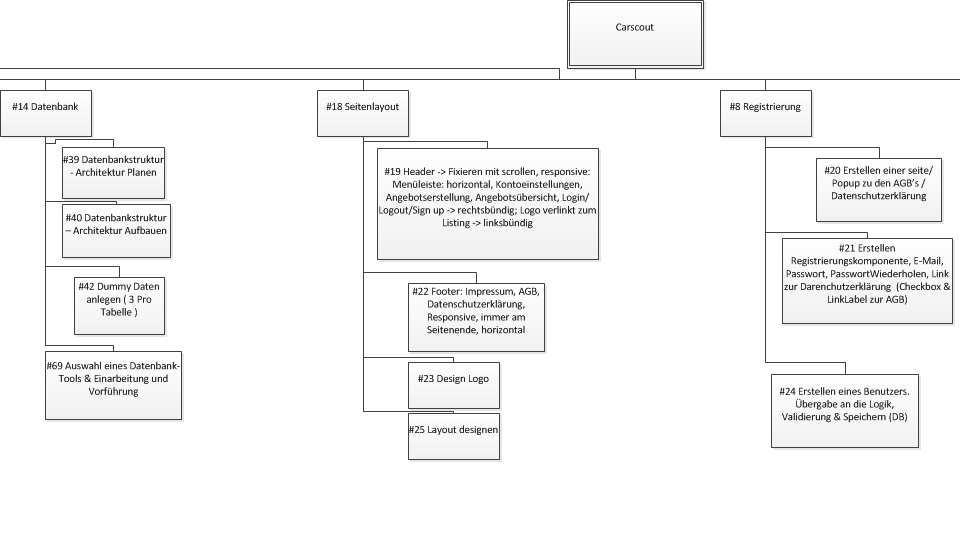 Carscout
#14 Datenbank
#39 Datenbankstruktur
- Architektur Planen
#40 Datenbankstruktur
– Architektur Aufbauen
#42 Dummy Daten
anlegen ( 3 Pro
Tabelle )
#69 Auswahl eines Datenbank-
Tools & Einarbeitung und
Vorführung
#18 Seitenlayout
#19 Header -> Fixieren mit scrollen, responsive:
Menüleiste: horizontal, Kontoeinstellungen,
Angebotserstellung, Angebotsübersicht, Login/
Logout/Sign up -> rechtsbündig; Logo verlinkt zum
Listing -> linksbündig
#22 Footer: Impressum, AGB,
Datenschutzerklärung,
Responsive, immer am
Seitenende, horizontal
#23 Design Logo
#25 Layout designen
#8 Registrierung
#20 Erstellen einer seite/
Popup zu den AGB's /
Datenschutzerklärung
#21 Erstellen
Registrierungskomponente, E-Mail,
Passwort, PasswortWiederholen, Link
zur Darenchutzerklärung (Checkbox &
LinkLabel zur AGB)
#24 Erstellen eines Benutzers.
Übergabe an die Logik,
Validierung & Speichern (DB)